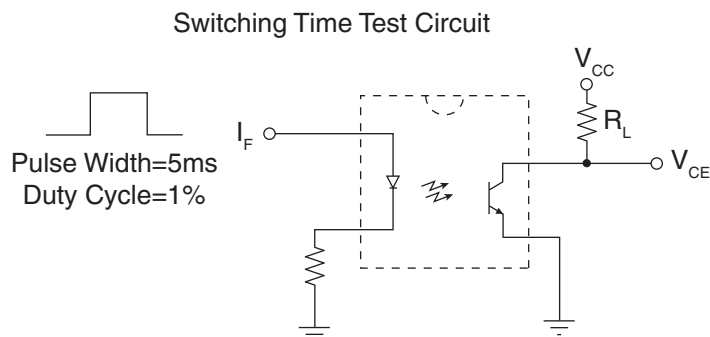 Switching Time Test Circuit
V_CC
R_L
I_F
V_CE
Pulse Width=5ms
Duty Cycle=1%